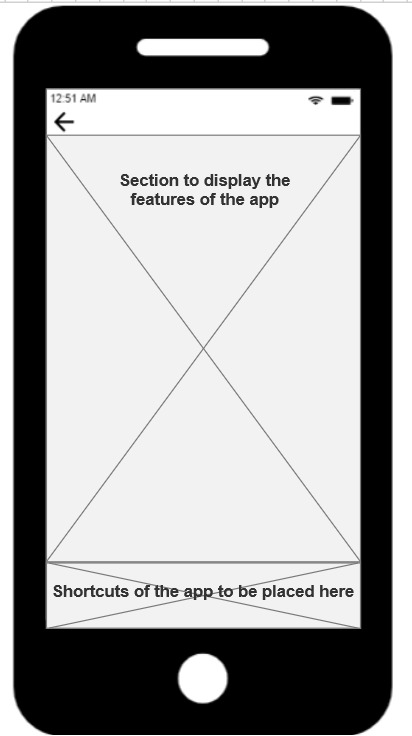 12:51 AM
Section to display the
features of the app
Shortcuts of the app to be placed here